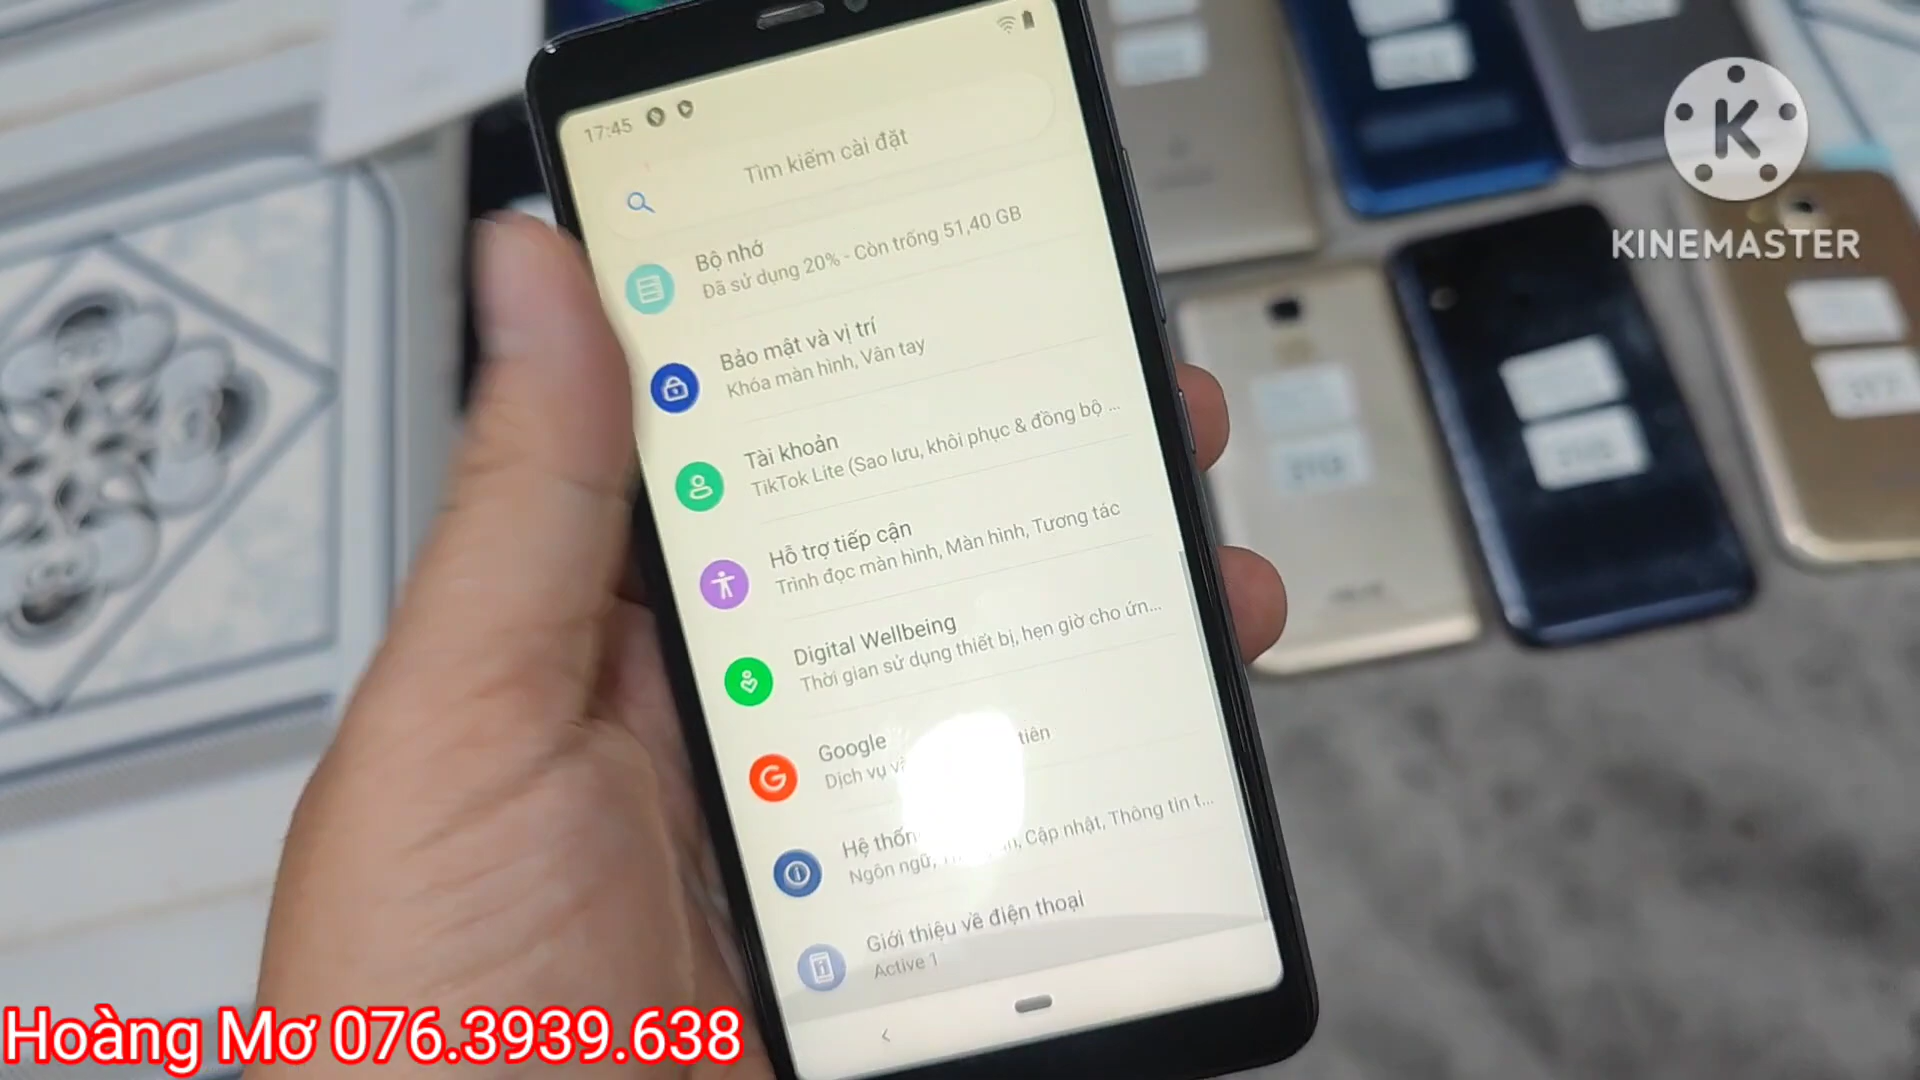 17:45
Tìm kiếm cài đặt
Bộ nhớ
Đã sử dụng 20% - Còn trống 51,40 GB
Bảo mật và vị trí
Khóa màn hình, Vân tay
Tài khoản
TikTok Lite (Sao lưu, khôi phục & đồng bộ ...
Hỗ trợ tiếp cận
Trình đọc màn hình, Màn hình, Tương tác
Digital Wellbeing
Thời gian sử dụng thiết bị, hẹn giờ cho ứn...
Google
Dịch vụ tiên
Hệ thốn
Ngôn ngữ, Cập nhật, Thông tin t...
Giới thiệu về điện thoại
Active 1
K
KINEMASTER
Hoàng Mơ 076.3939.638